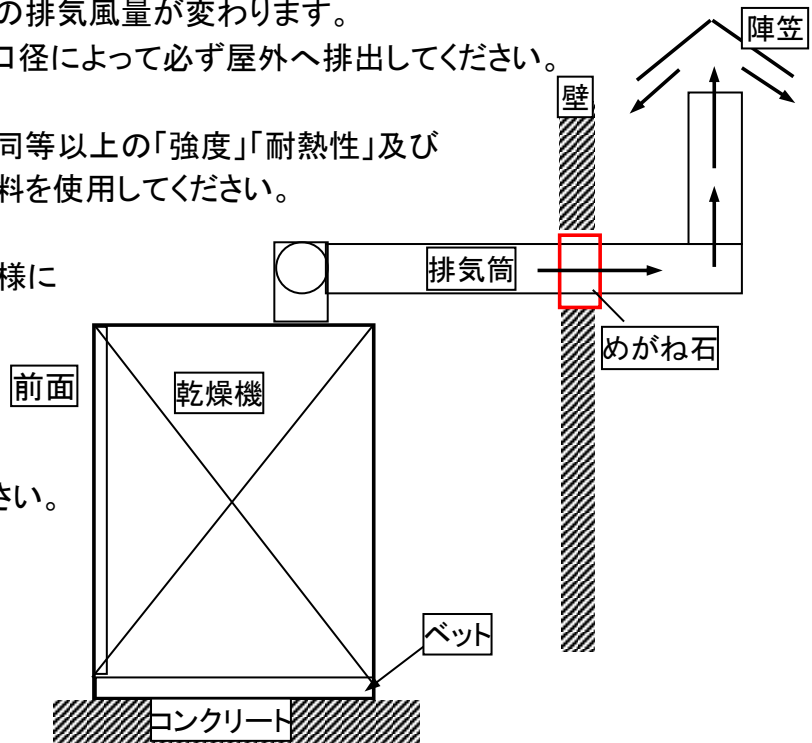 の排気風量が変わります。
口径によって必ず屋外へ排出してください。
同等以上の「強度」「耐熱性」及び
料を使用してください。
様に
さい。
陣笠
壁
排気筒
めがね石
前面
乾燥機
ベット
コンクリート